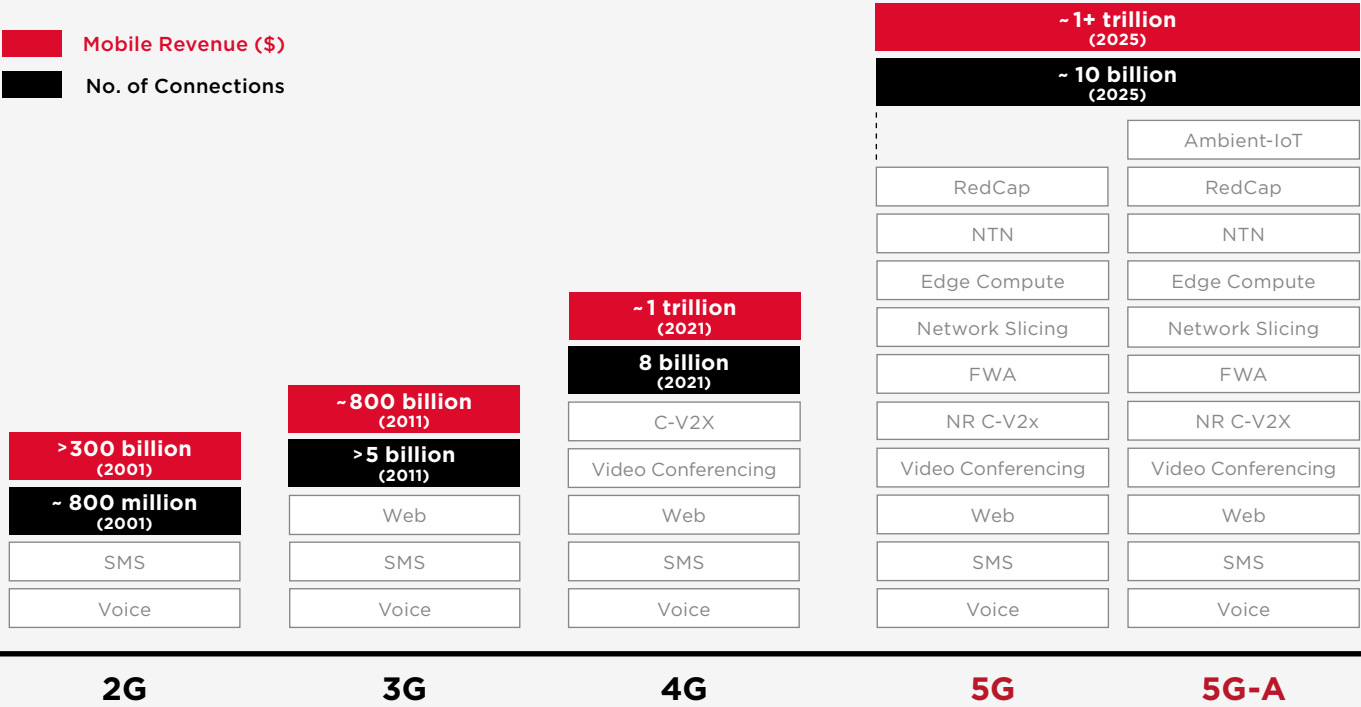 Mobile Revenue ($)
No. of Connections
>300 billion
(2001)
~ 800 million
(2001)
SMS
Voice
2G
~800 billion
(2011)
>5 billion
(2011)
Web
SMS
Voice
3G
~1 trillion
(2021)
8 billion
(2021)
C-V2X
Video Conferencing
Web
SMS
Voice
4G
~1+ trillion
(2025)
~ 10 billion
(2025)
RedCap
NTN
Edge Compute
Network Slicing
FWA
NR C-V2x
Video Conferencing
Web
SMS
Voice
5G
Ambient-IoT
RedCap
NTN
Edge Compute
Network Slicing
FWA
NR C-V2X
Video Conferencing
Web
SMS
Voice
5G-A